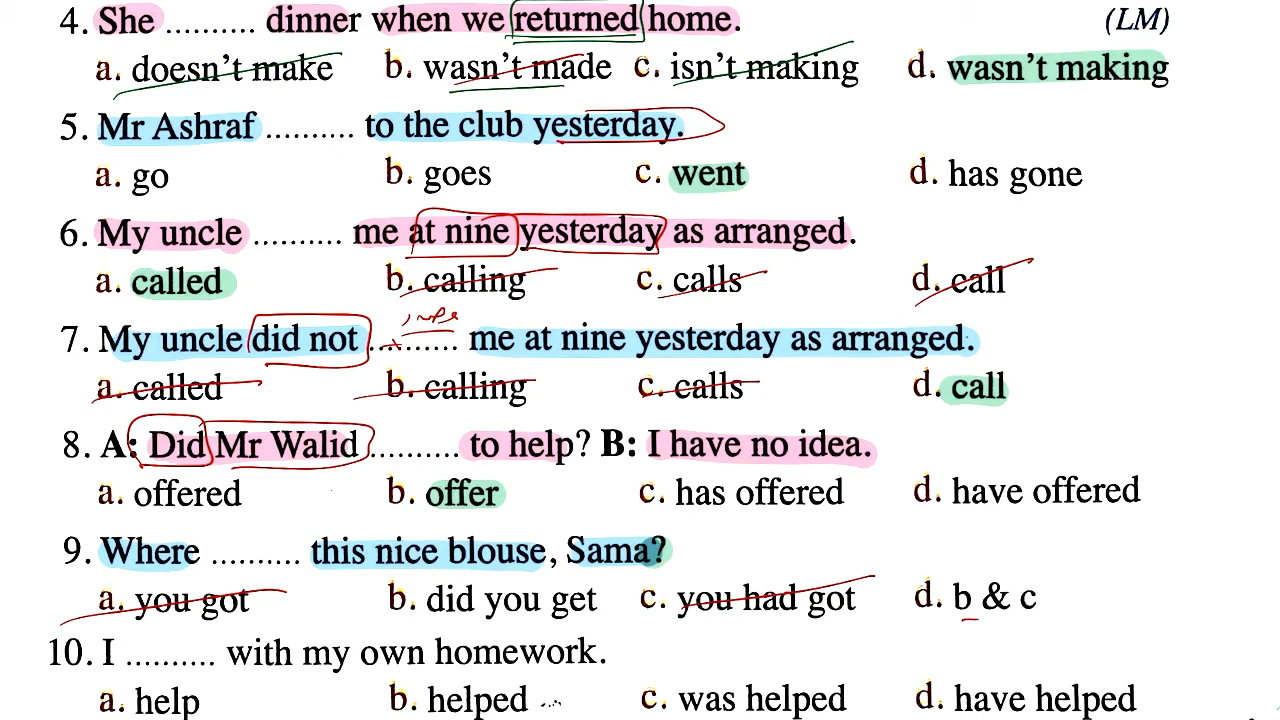 4. She .......... dinner when we returned home. (LM)
a. doesn't make b. wasn't made c. isn't making d. wasn't making
5. Mr Ashraf .......... to the club yesterday.
a. go b. goes c. went d. has gone
6. My uncle .......... me at nine yesterday as arranged.
a. called b. calling c. calls d. call
7. My uncle did not .......... me at nine yesterday as arranged.
a. called b. calling c. calls d. call
8. A: Did Mr Walid .......... to help? B: I have no idea.
a. offered b. offer c. has offered d. have offered
9. Where .......... this nice blouse, Sama?
a. you got b. did you get c. you had got d. b & c
10. I .......... with my own homework.
a. help b. helped c. was helped d. have helped